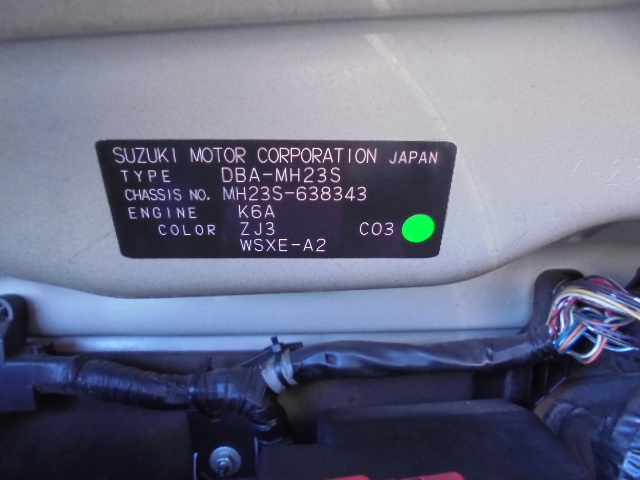 SUZUKI MOTOR CORPORATION JAPAN
TYPE DBA-MH23S
CHASSIS NO. MH23S-638343
ENGINE K6A
COLOR ZJ3 C03
WSXE-A2